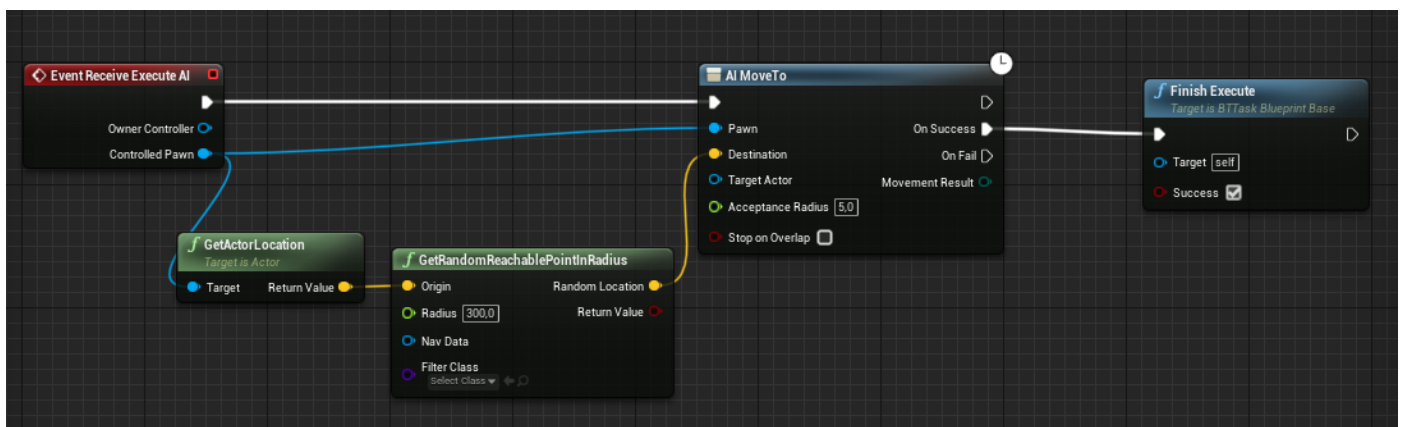 Event Receive Execute AI
Owner Controller
Controlled Pawn
GetActorLocation
Target is Actor
Target
Return Value
GetRandomReachablePointInRadius
Origin
Random Location
Radius 300,0
Return Value
Nav Data
Filter Class
Select Class
AI MoveTo
Pawn
On Success
Destination
On Fail
Target Actor
Movement Result
Acceptance Radius 5,0
Stop on Overlap
Finish Execute
Target is BTTask Blueprint Base
Target self
Success